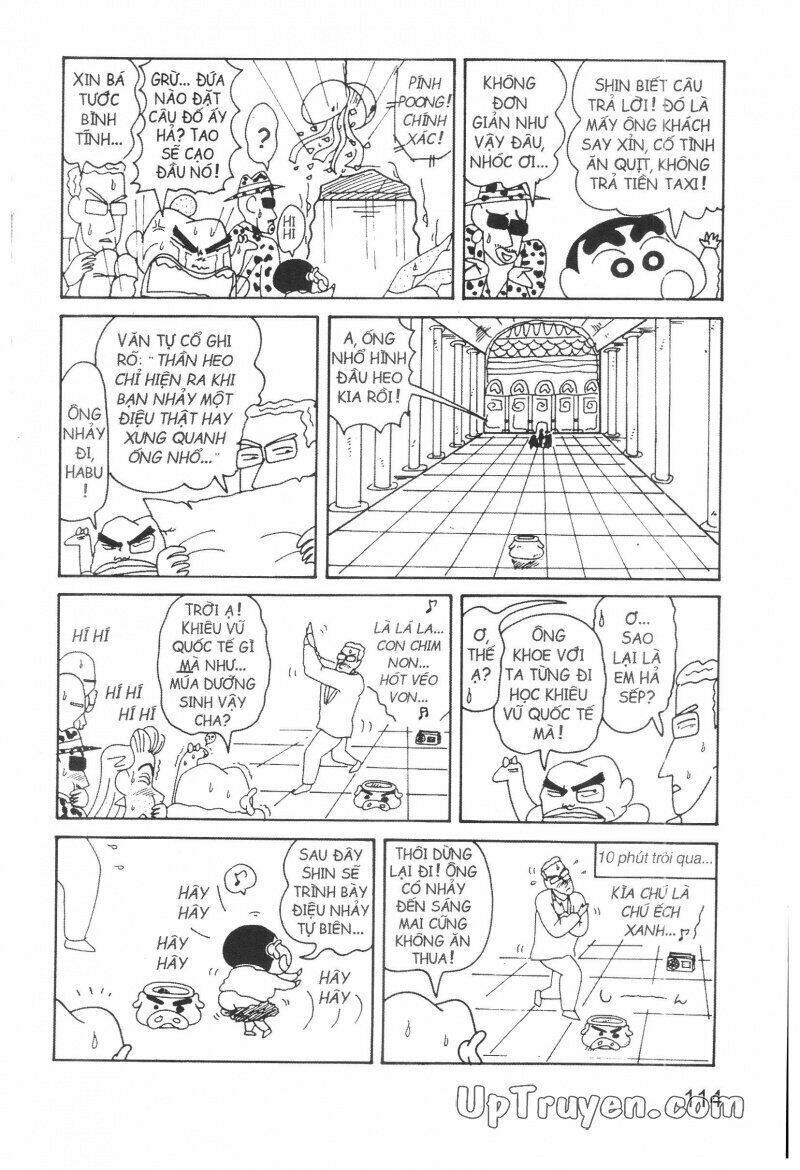 SHIN BIẾT CÂU
TRẢ LỜI! ĐÓ LÀ
MẤY ÔNG KHÁCH
SAY XỈN, CỐ TÌNH
ĂN QUỊT, KHÔNG
TRẢ TIỀN TAXI!
KHÔNG
ĐƠN
GIẢN NHƯ
VẬY ĐÂU,
NHÓC ƠI...
PÍNH
POONG!
CHÍNH
XÁC!
?
HI
HI
GRỪ... ĐỨA
NÀO ĐẶT
CÂU ĐỐ ẤY
HẢ? TAO
SẼ CẠO
ĐẦU NÓ!
XIN BÁ
TƯỚC
BÌNH
TĨNH...
A, ỐNG
NHỔ HÌNH
ĐẦU HEO
KIA RỒI!
VĂN TỰ CỔ GHI
RÕ: "THẦN HEO
CHỈ HIỆN RA KHI
BẠN NHẢY MỘT
ĐIỆU THẬT HAY
XUNG QUANH
ỐNG NHỔ..."
ÔNG
NHẢY
ĐI,
HABU
!
Ơ...
SAO
LẠI LÀ
EM HẢ
SẾP?
ÔNG
KHOE VỚI
TA TỪNG ĐI
HỌC KHIÊU
VŨ QUỐC TẾ
MÀ!
Ơ,
THẾ
Ạ?
LÀ LÁ LA...
CON CHIM
NON...
HÓT VÉO
VON...
TRỜI Ạ!
KHIÊU VŨ
QUỐC TẾ GÌ
MÀ NHƯ...
MÚA DƯỠNG
SINH VẬY
CHA?
HÍ HÍ
HÍ HÍ
HÍ HÍ
10 phút trôi qua...
KÌA CHÚ LÀ
CHÚ ẾCH
XANH...
しーん
THÔI DỪNG
LẠI ĐI! ÔNG
CÓ NHẢY
ĐẾN SÁNG
MAI CŨNG
KHÔNG ĂN
THUA!
SAU ĐÂY
SHIN SẼ
TRÌNH BÀY
ĐIỆU NHẢY
TỰ BIÊN...
HÂY
HÂY
HÂY
HÂY
HÂY
HÂY
114
UpTruyen.com